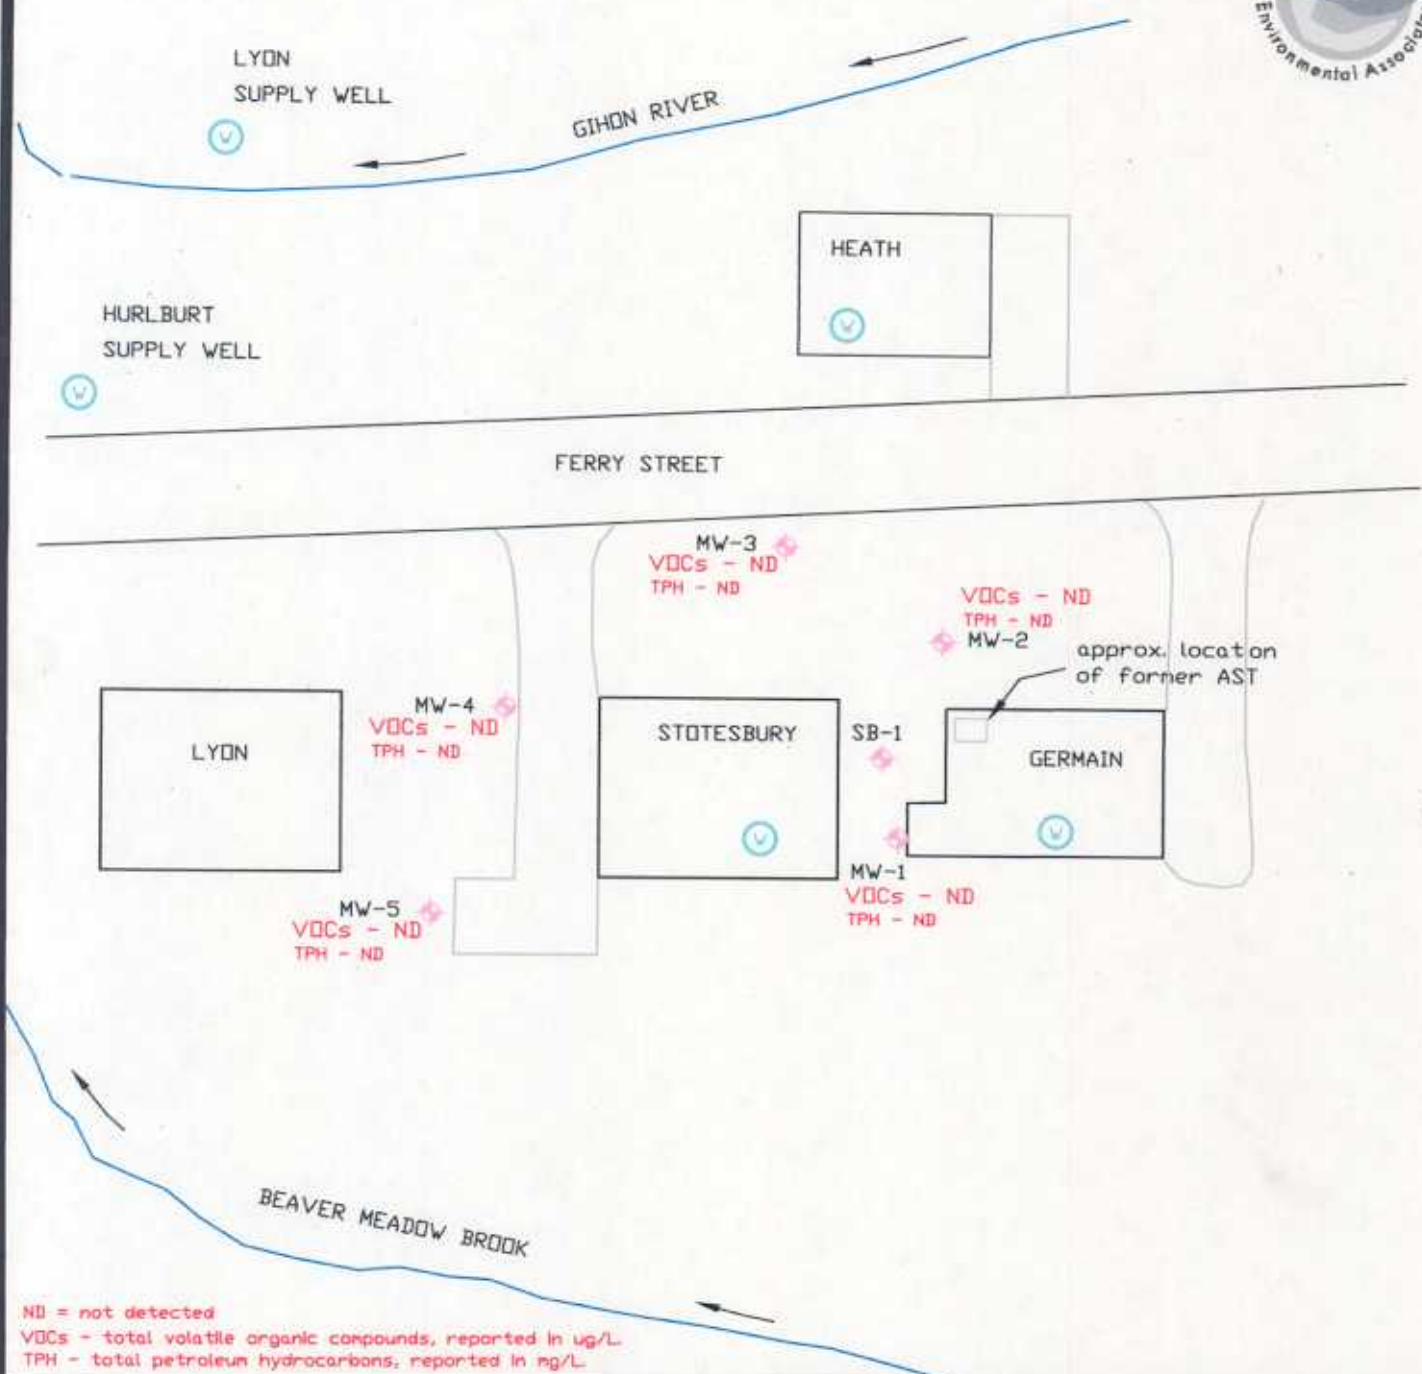 Environmental Associat
LYON
SUPPLY WELL
W
GIHON RIVER
HEATH
W
HURLBURT
SUPPLY WELL
W
FERRY STREET
MW-3
VOCs - ND
TPH - ND
VOCs - ND
TPH - ND
MW-2
approx. location
of former AST
MW-4
VOCs - ND
TPH - ND
LYON
STOTESBURY
W
SB-1
GERMAIN
W
MW-1
VOCs - ND
TPH - ND
MW-5
VOCs - ND
TPH - ND
BEAVER MEADOW BROOK
ND = not detected
VOCs - total volatile organic compounds, reported in ug/L
TPH - total petroleum hydrocarbons, reported in mg/L